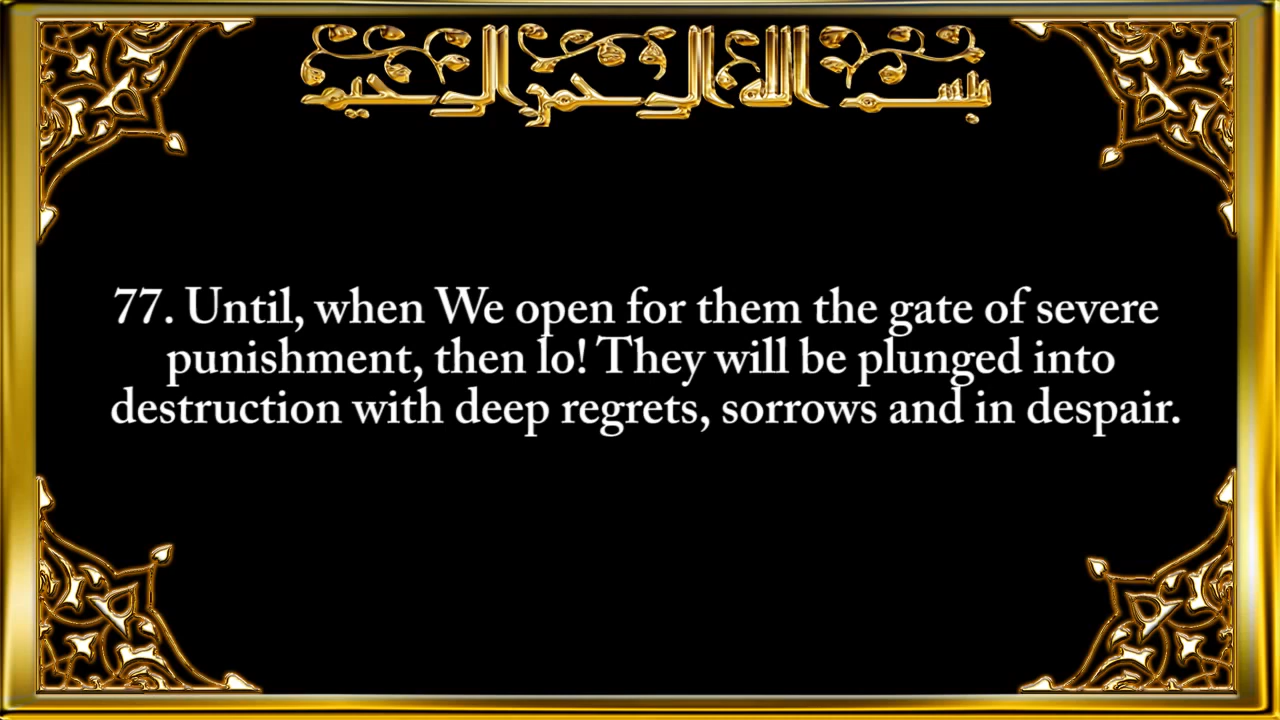 بسم الله الرحمن الرحيم
77. Until, when We open for them the gate of severe
punishment, then lo! They will be plunged into
destruction with deep regrets, sorrows and in despair.